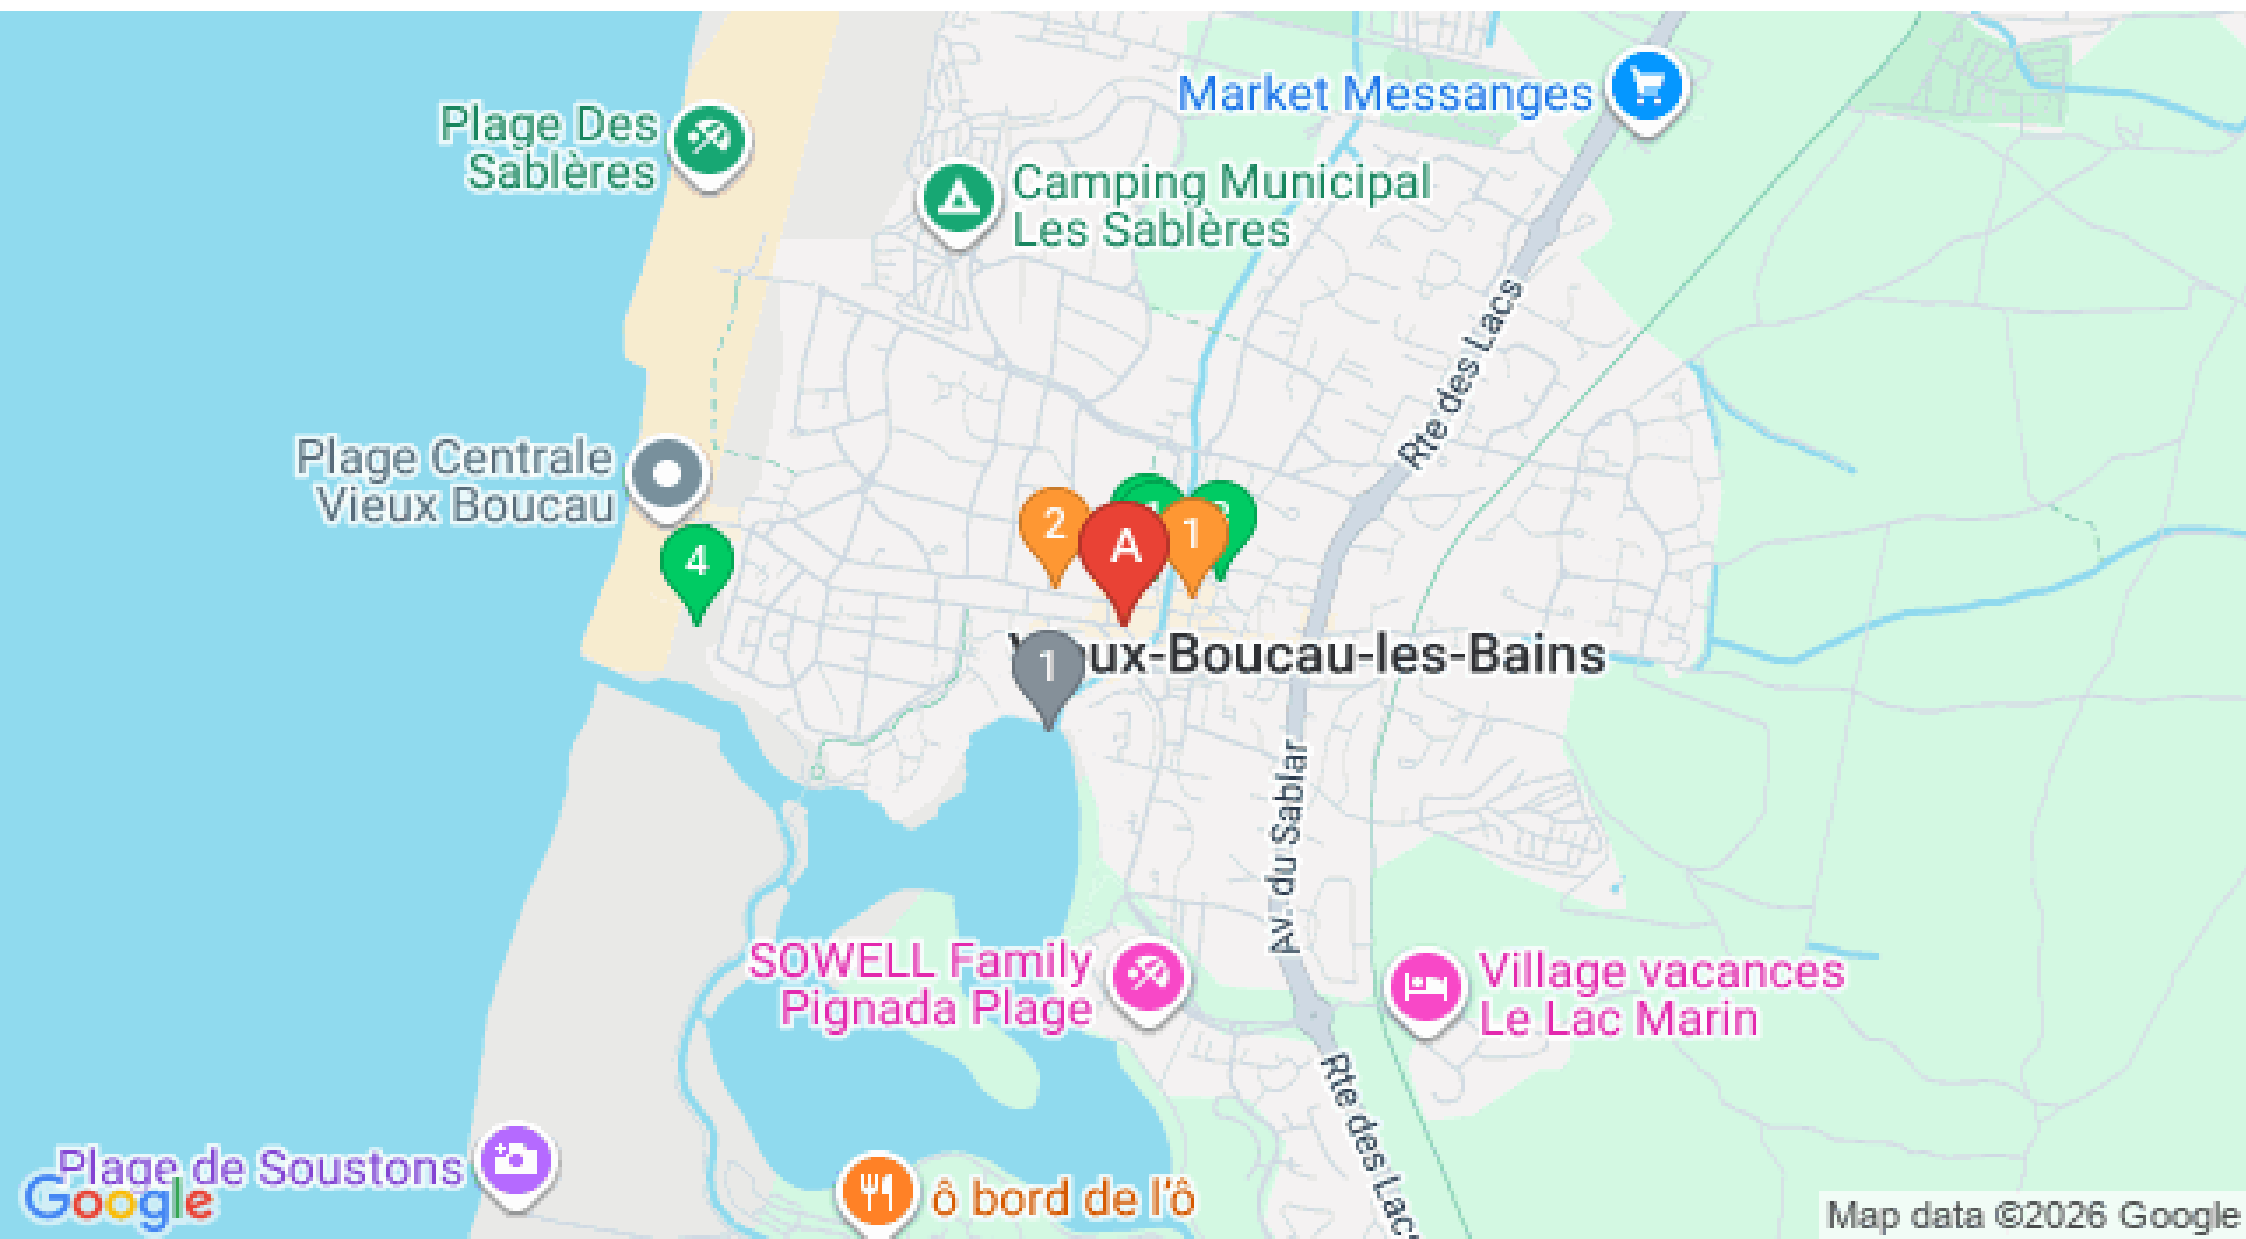 Market Messanges
Plage Des
Sablères
Camping Municipal
Les Sablères
Rte des Lacs
Plage Centrale
Vieux Boucau
4
2
A
1
1
ux-Boucau-les-Bains
Av. du Sablar
SOWELL Family
Pignada Plage
Village vacances
Le Lac Marin
Rte des Lacs
Plage de Soustons
Google
ô bord de l'ô
Map data ©2026 Google